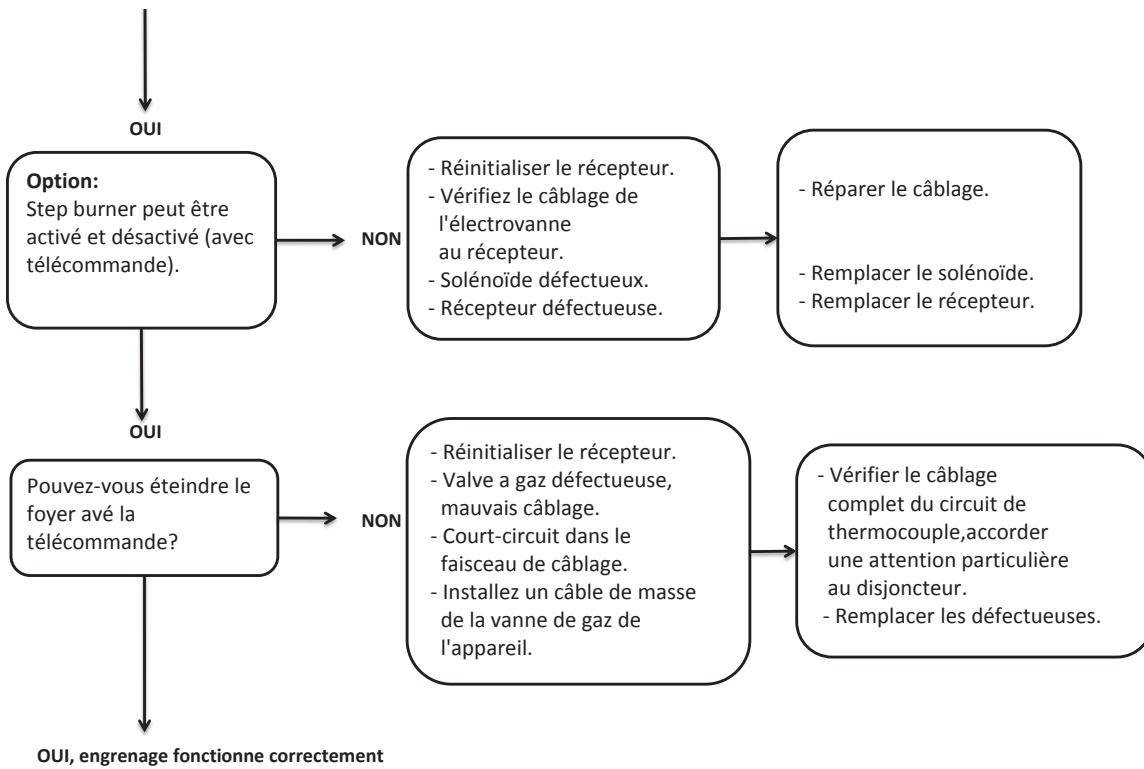 OUI
Option:
Step burner peut être
activé et désactivé (avec
télécommande).
NON
- Réinitialiser le récepteur.
- Vérifiez le câblage de
l'électrovanne
au récepteur.
- Solénoïde défectueux.
- Récepteur défectueuse.
- Réparer le câblage.
- Remplacer le solénoïde.
- Remplacer le récepteur.
OUI
Pouvez-vous éteindre le
foyer avé la
télécommande?
NON
- Réinitialiser le récepteur.
- Valve a gaz défectueuse,
mauvais câblage.
- Court-circuit dans le
faisceau de câblage.
- Installez un câble de masse
de la vanne de gaz de
l'appareil.
- Vérifier le câblage
complet du circuit de
thermocouple,accorder
une attention particulière
au disjoncteur.
- Remplacer les défectueuses.
OUI, engrenage fonctionne correctement